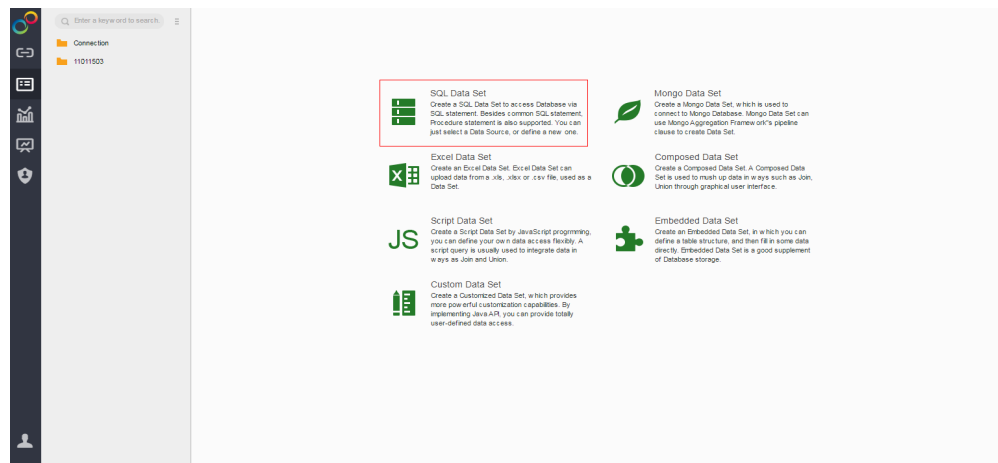 Enter a keyword to search.
Connection
11011503
SQL Data Set
Create a SQL Data Set to access Database via
SQL statement. Besides common SQL statement,
Procedure statement is also supported. You can
just select a Data Source, or define a new one.
Mongo Data Set
Create a Mongo Data Set, which is used to
connect to Mongo Database. Mongo Data Set can
use Mongo Aggregation Framework"s pipeline
clause to create Data Set.
Excel Data Set
Create an Excel Data Set. Excel Data Set can
upload data from a .xls, .xlsx or .csv file, used as a
Data Set.
Composed Data Set
Create a Composed Data Set. A Composed Data
Set is used to mush up data in ways such as Join,
Union through graphical user interface.
JS
Script Data Set
Create a Script Data Set by JavaScript progrmming,
you can define your own data access flexibly. A
script query is usually used to integrate data in
ways as Join and Union.
Embedded Data Set
Create an Embedded Data Set, in which you can
define a table structure, and then fill in some data
directly. Embedded Data Set is a good supplement
of Database storage.
Custom Data Set
Create a Customized Data Set, which provides
more powerful customization capabilities. By
implementing Java API, you can provide totally
user-defined data access.